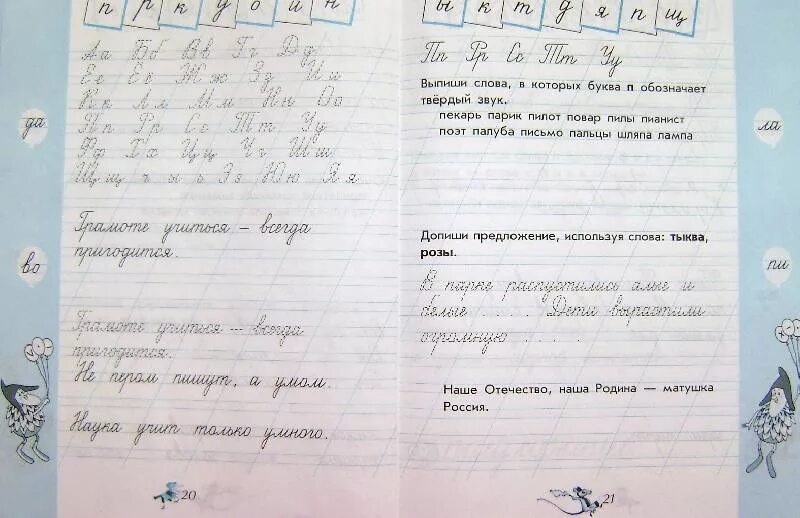 п р к у о й н
Аа Бб Вв Гг Дд
Ее Ёё Жж Зз Ии
Кк Лл Мм Нн Оо
Пп Рр Сс Тт Уу
Фф Хх Цц Чч Шш
Щщ ч ы ь Ээ Юю Яя
Грамоте учиться – всегда
пригодится.
Грамоте учиться – всегда
пригодится.
Не пером пишут, а умом.
Наука учит только умного.
20
да
во
ы к т д я п щ
Пп Рр Сс Тт Уу
Выпиши слова, в которых буква п обозначает
твёрдый звук.
пекарь парик пилот повар пилы пианист
поэт палуба письмо пальцы шляпа лампа
Допиши предложение, используя слова: тыква,
розы.
В парке распустились алые и
белые . . . . . Дети вырастили
огромную . . . . .
Наше Отечество, наша Родина — матушка
Россия.
21
ла
пи